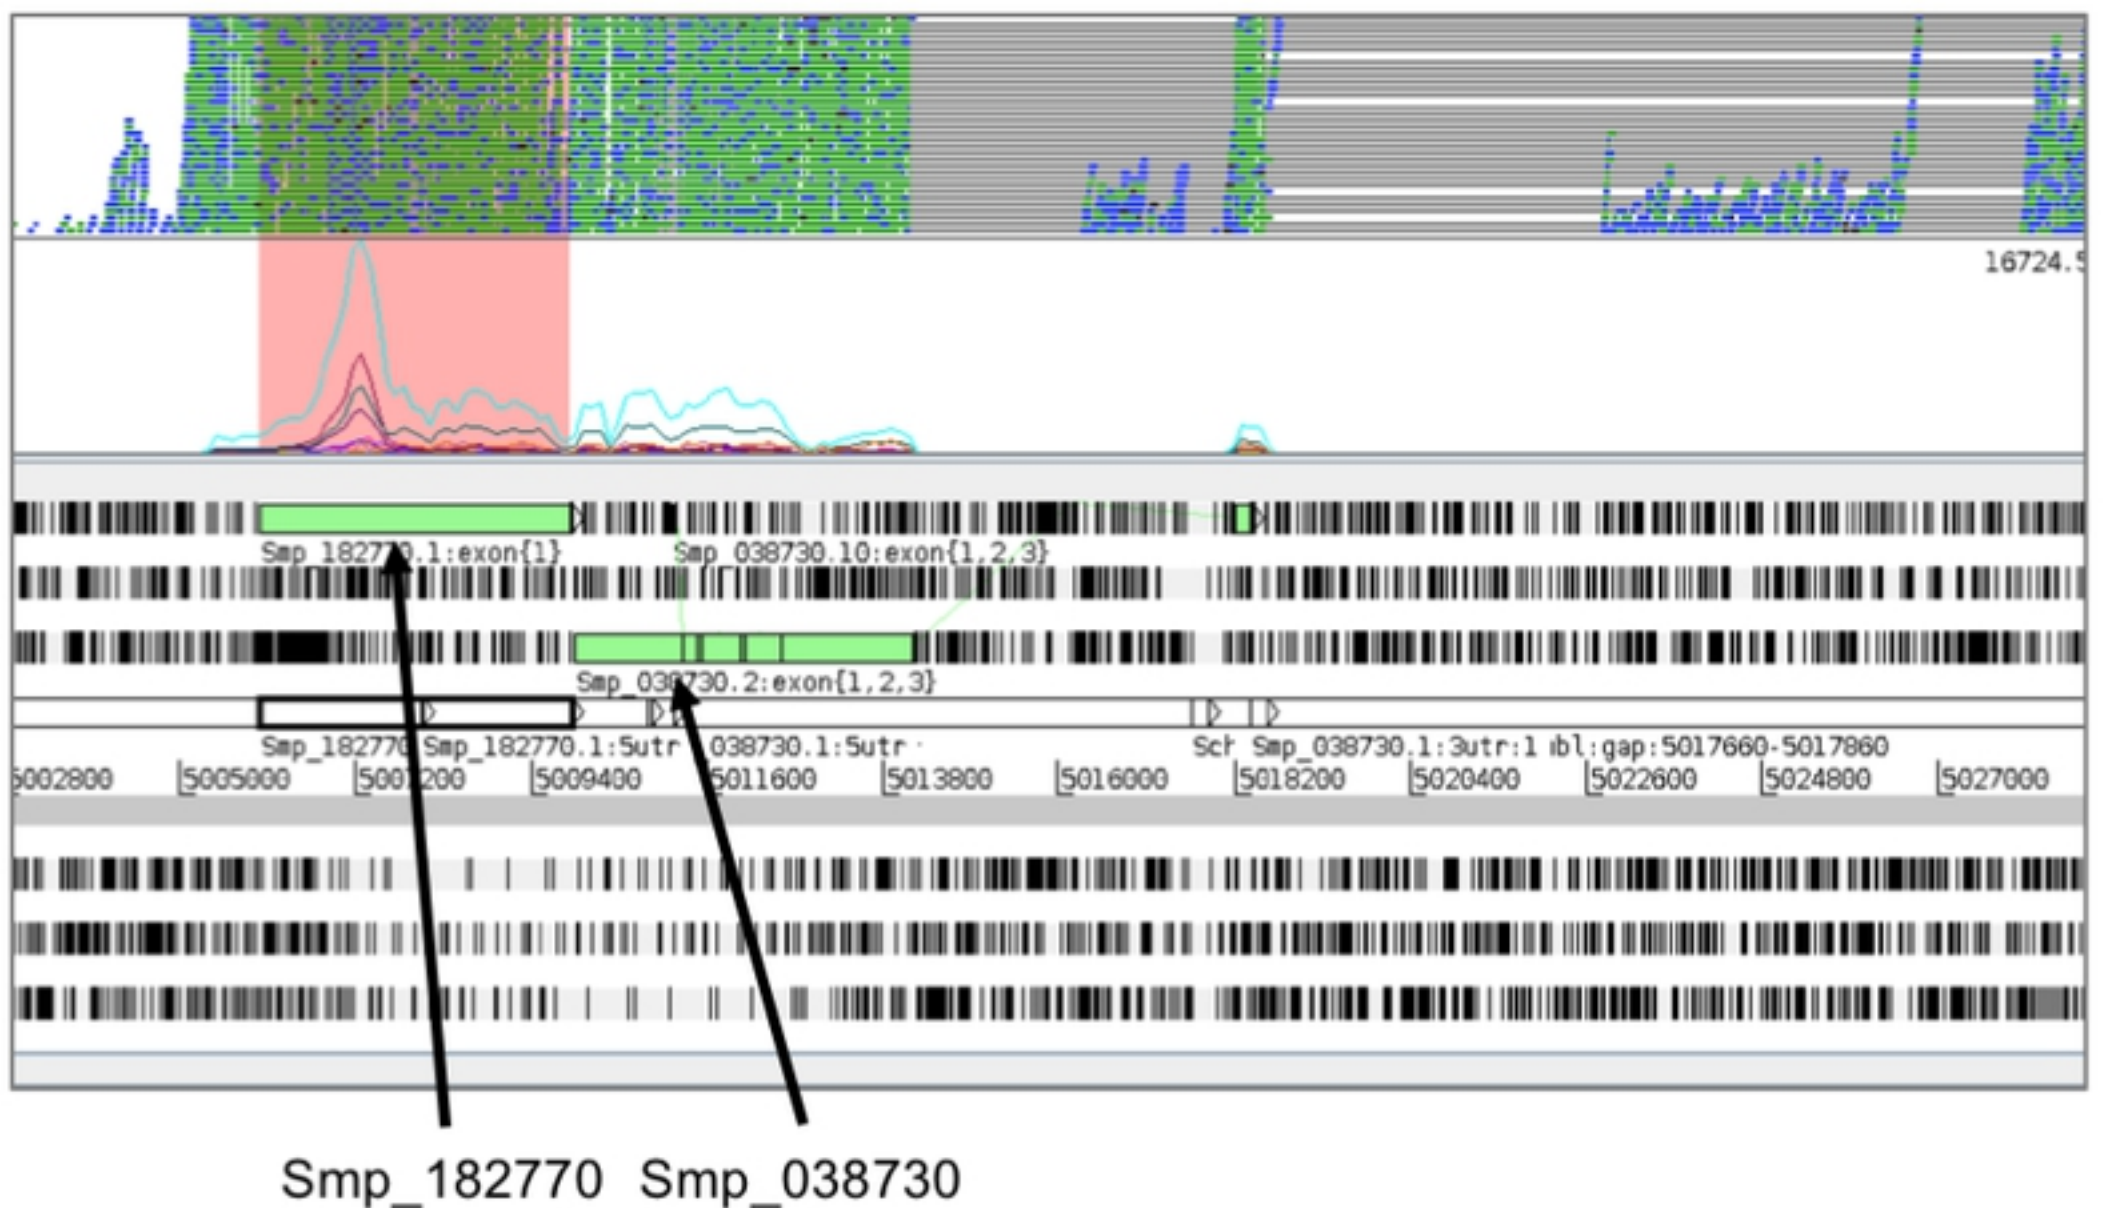 16724.5
Smp_182770.1:exon{1} Smp_038730.10:exon{1,2,3}
Smp_038730.2:exon{1,2,3}
Smp_182770 Smp_182770.1:5utr 038730.1:5utr Sch Smp_038730.1:3utr:1 ibl:gap:5017660-5017860
5002800 5005000 5007200 5009400 5011600 5013800 5016000 5018200 5020400 5022600 5024800 5027000
Smp_182770 Smp_038730